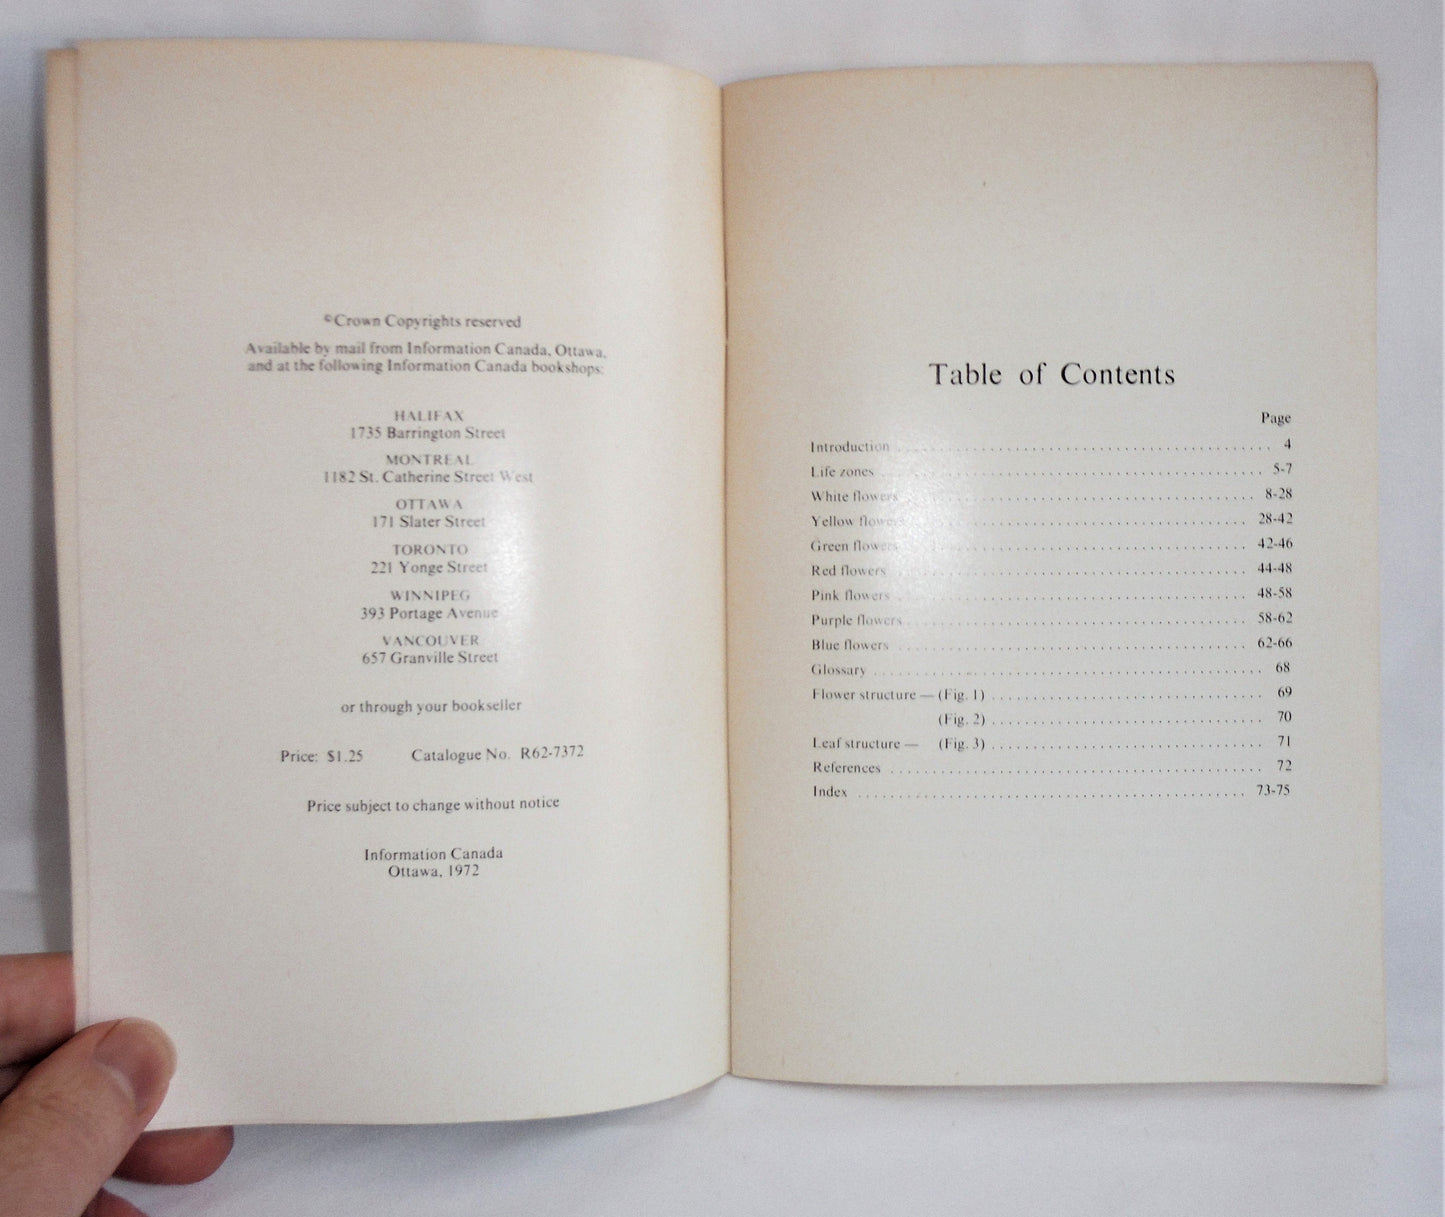 ©Crown Copyrights reserved
Available by mail from Information Canada, Ottawa,
and at the following Information Canada bookshops:
HALIFAX
1735 Barrington Street
MONTREAL
1182 St. Catherine Street West
OTTAWA
171 Slater Street
TORONTO
221 Yonge Street
WINNIPEG
393 Portage Avenue
VANCOUVER
657 Granville Street
or through your bookseller
Price: $1.25 Catalogue No. R62-7372
Price subject to change without notice
Information Canada
Ottawa, 1972
Table of Contents
Page
Introduction 4
Life zones 5-7
White flowers 8-28
Yellow flowers 28-42
Green flowers 42-46
Red flowers 44-48
Pink flowers 48-58
Purple flowers 58-62
Blue flowers 62-66
Glossary 68
Flower structure — (Fig. 1) 69
(Fig. 2) 70
Leaf structure — (Fig. 3) 71
References 72
Index 73-75